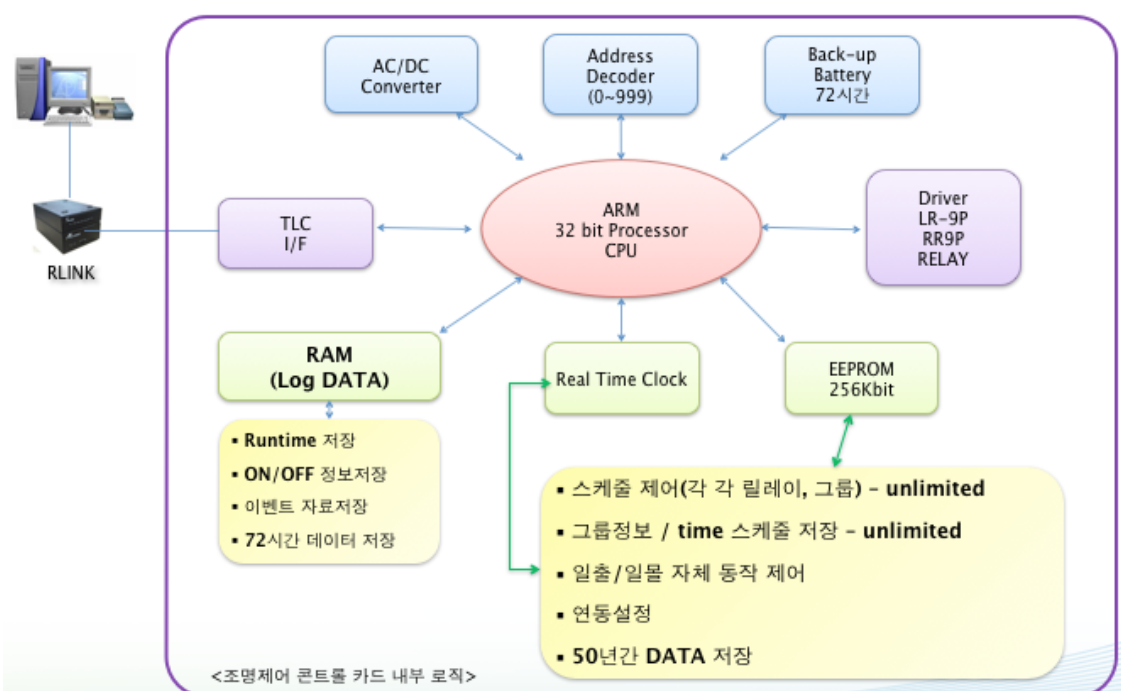 AC/DC
Converter
Address
Decoder
(0~999)
Back-up
Battery
72시간
TLC
I/F
ARM
32 bit Processor
CPU
Driver
LR-9P
RR9P
RELAY
RLINK
RAM
(Log DATA)
Real Time Clock
EEPROM
256Kbit
▪ Runtime 저장
▪ ON/OFF 정보저장
▪ 이벤트 자료저장
▪ 72시간 데이터 저장
▪ 스케줄 제어(각 각 릴레이, 그룹) – unlimited
▪ 그룹정보 / time 스케줄 저장 – unlimited
▪ 일출/일몰 자체 동작 제어
▪ 연동설정
▪ 50년간 DATA 저장
<조명제어 콘트롤 카드 내부 로직>